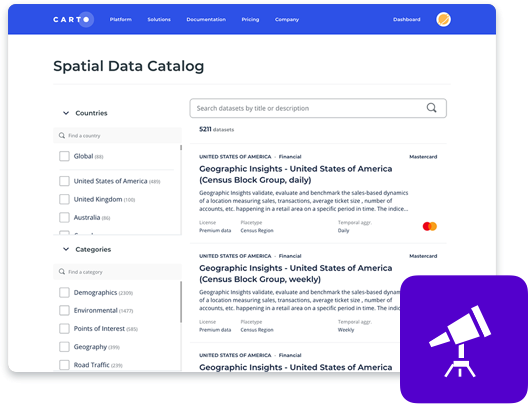 CARTO
Platform Solutions Documentation Pricing Company Dashboard
Spatial Data Catalog
Countries
Find a country
Global (88)
United States of America (469)
United Kingdom (100)
Australia (86)
Categories
Find a category
Demographics (2309)
Environmental (1477)
Points of Interest (585)
Geography (399)
Road Traffic (239)
Search datasets by title or description
5211 datasets
UNITED STATES OF AMERICA · Financial Mastercard
Geographic Insights - United States of America
(Census Block Group, daily)
Geographic Insights validate, evaluate and benchmark the sales-based dynamics
of a location measuring sales, transactions, average ticket size , number of
accounts, etc. happening in a retail area on a specific period in time. The indice...
License Placetype Temporal aggr.
Premium data Census Region Daily
UNITED STATES OF AMERICA · Financial Mastercard
Geographic Insights - United States of America
(Census Block Group, weekly)
Geographic Insights validate, evaluate and benchmark the sales-based dynamics
of a location measuring sales, transactions, average ticket size , number of
accounts, etc. happening in a retail area on a specific period in time. The indic
License Placetype Temporal aggr.
Premium data Census Region Weekly
UNITED STATES OF AMERICA · Financial
Geographic Insights - United States of America